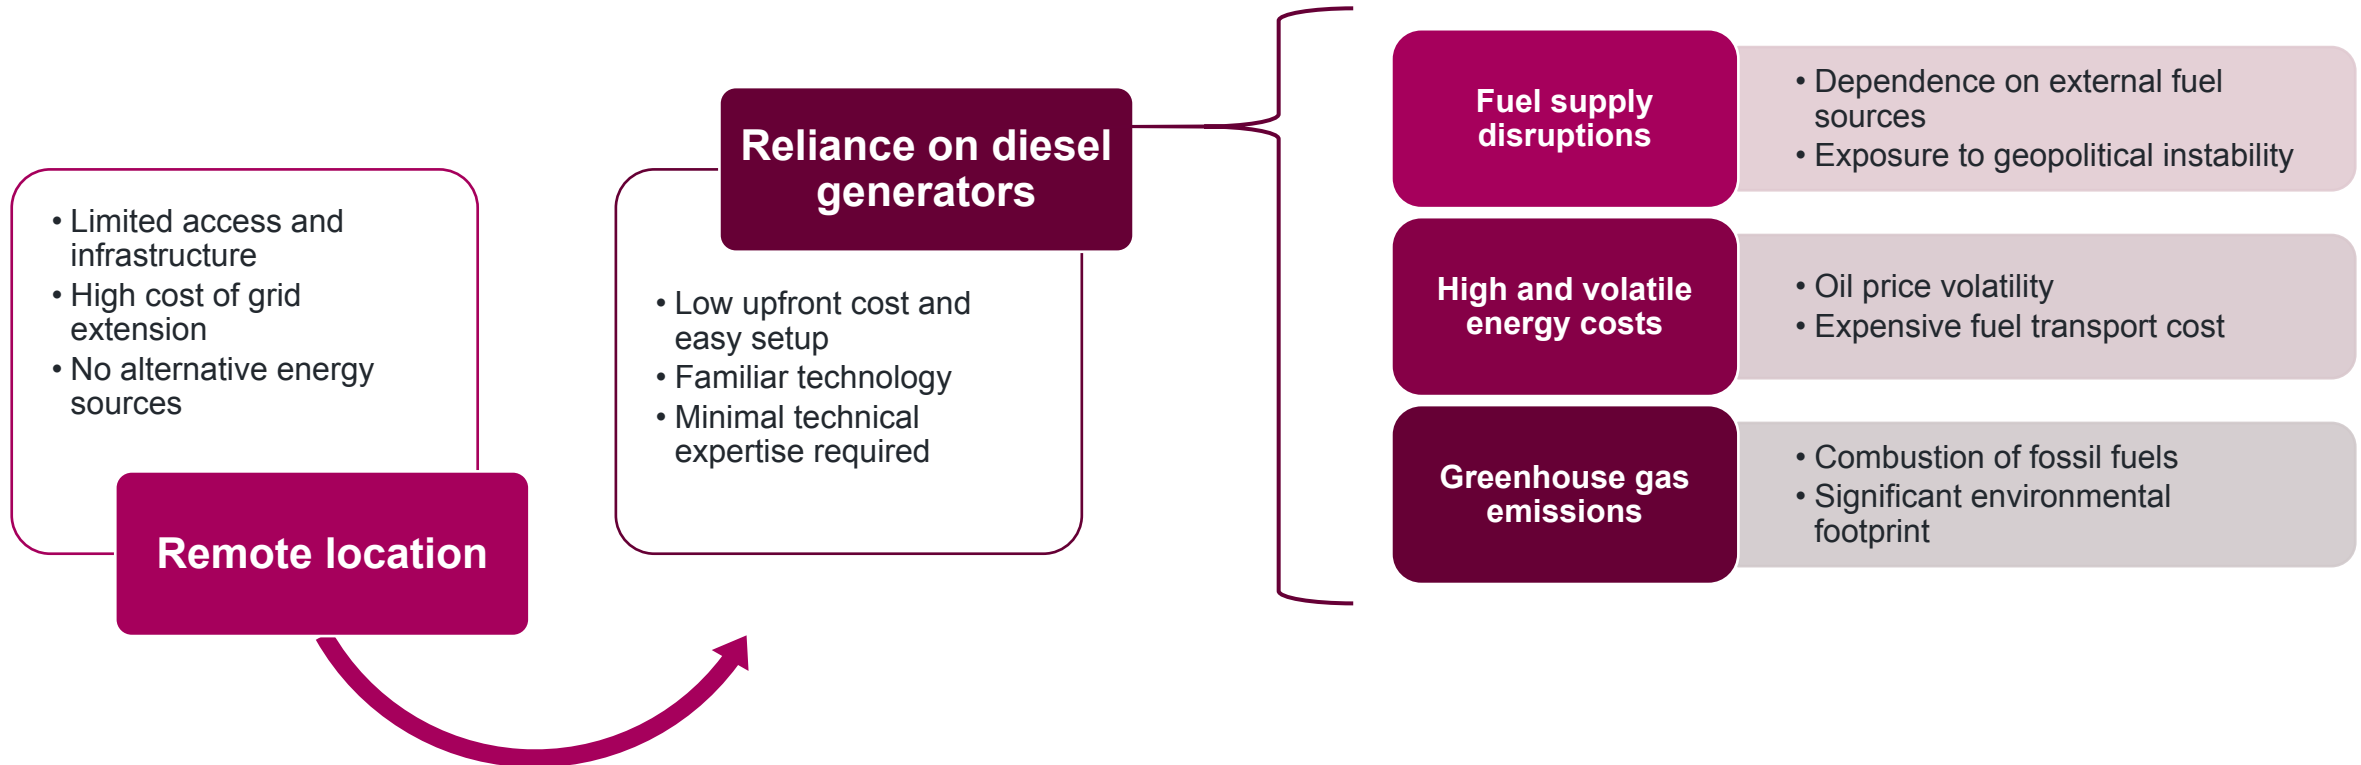 • Limited access and
infrastructure
• High cost of grid
extension
• No alternative energy
sources
Remote location
Reliance on diesel
generators
• Low upfront cost and
easy setup
• Familiar technology
• Minimal technical
expertise required
Fuel supply
disruptions
• Dependence on external fuel
sources
• Exposure to geopolitical instability
High and volatile
energy costs
• Oil price volatility
• Expensive fuel transport cost
Greenhouse gas
emissions
• Combustion of fossil fuels
• Significant environmental
footprint